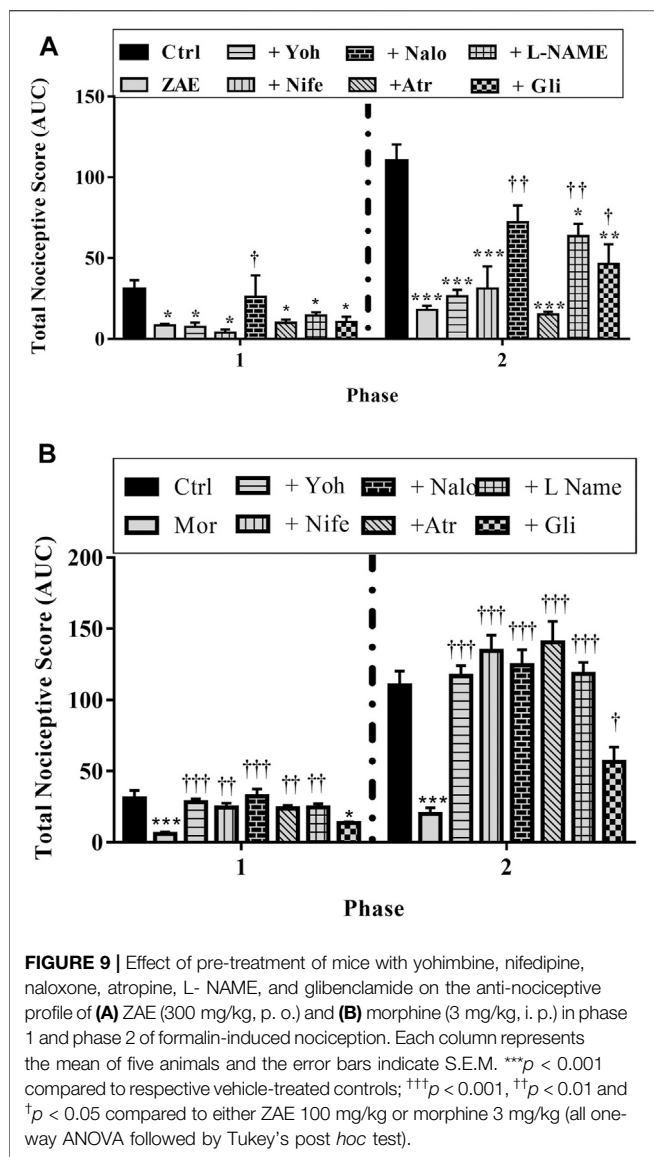 A
Ctrl + Yoh + Nalo + L-NAME
ZAE + Nife +Atr + Gli
Total Nociceptive Score (AUC)
150
100
50
0
* * * † * * *
*** *** *** †† *** †† * † **
1 2
Phase
B
Ctrl + Yoh + Nalo + L Name
Mor + Nife +Atr + Gli
Total Nociceptive Score (AUC)
200
150
100
50
0
*** ††† †† ††† †† †† *
*** ††† ††† ††† ††† ††† †
1 2
Phase
FIGURE 9 | Effect of pre-treatment of mice with yohimbine, nifedipine,
naloxone, atropine, L- NAME, and glibenclamide on the anti-nociceptive
profile of (A) ZAE (300 mg/kg, p. o.) and (B) morphine (3 mg/kg, i. p.) in phase
1 and phase 2 of formalin-induced nociception. Each column represents
the mean of five animals and the error bars indicate S.E.M. ***p < 0.001
compared to respective vehicle-treated controls; †††p < 0.001, ††p < 0.01 and
†p < 0.05 compared to either ZAE 100 mg/kg or morphine 3 mg/kg (all one-
way ANOVA followed by Tukey's post hoc test).